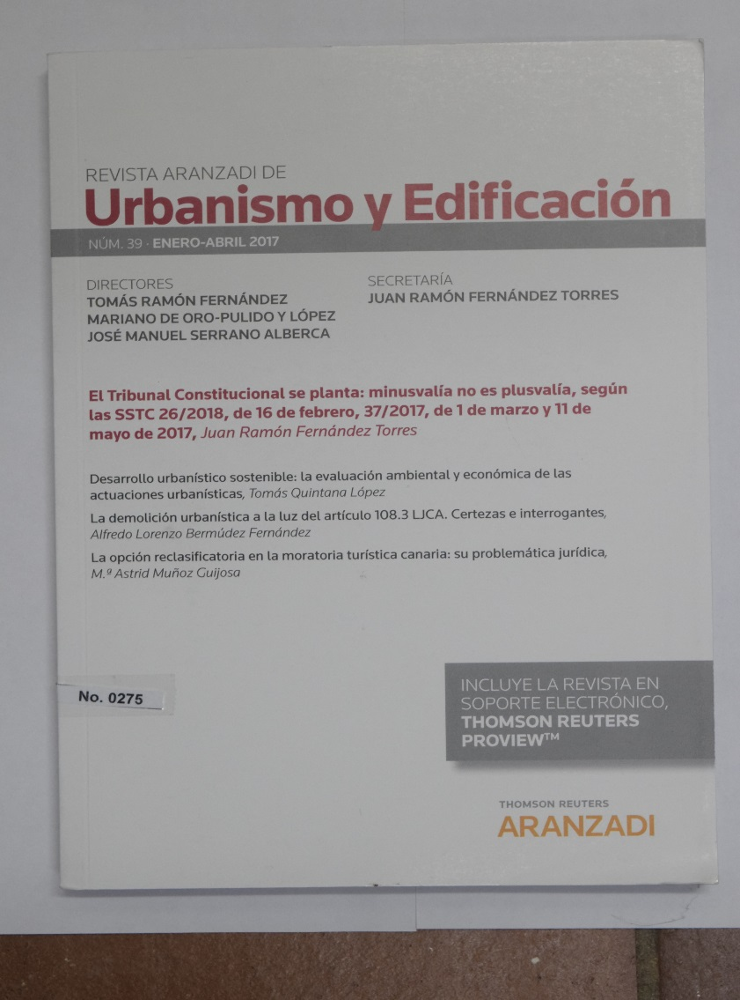 REVISTA ARANZADI DE
Urbanismo y Edificación
NÚM. 39 · ENERO-ABRIL 2017
DIRECTORES
TOMÁS RAMÓN FERNÁNDEZ
MARIANO DE ORO-PULIDO Y LÓPEZ
JOSÉ MANUEL SERRANO ALBERCA
SECRETARÍA
JUAN RAMÓN FERNÁNDEZ TORRES
El Tribunal Constitucional se planta: minusvalía no es plusvalía, según
las SSTC 26/2018, de 16 de febrero, 37/2017, de 1 de marzo y 11 de
mayo de 2017, Juan Ramón Fernández Torres
Desarrollo urbanístico sostenible: la evaluación ambiental y económica de las
actuaciones urbanísticas, Tomás Quintana López
La demolición urbanística a la luz del artículo 108.3 LJCA. Certezas e interrogantes,
Alfredo Lorenzo Bermúdez Fernández
La opción reclasificatoria en la moratoria turística canaria: su problemática jurídica,
M.ª Astrid Muñoz Guijosa
No. 0275
INCLUYE LA REVISTA EN
SOPORTE ELECTRÓNICO,
THOMSON REUTERS
PROVIEW™
THOMSON REUTERS
ARANZADI